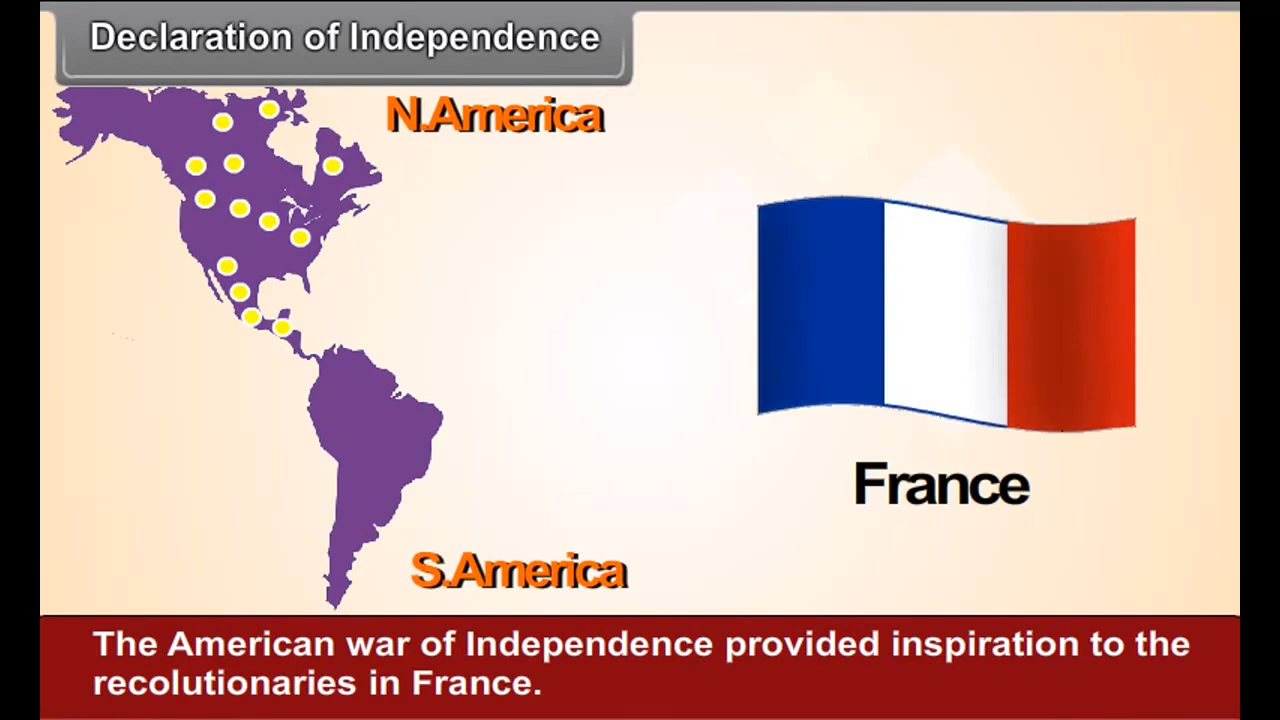 Declaration of Independence
N.America
France
S.America
The American war of Independence provided inspiration to the
recolutionaries in France.